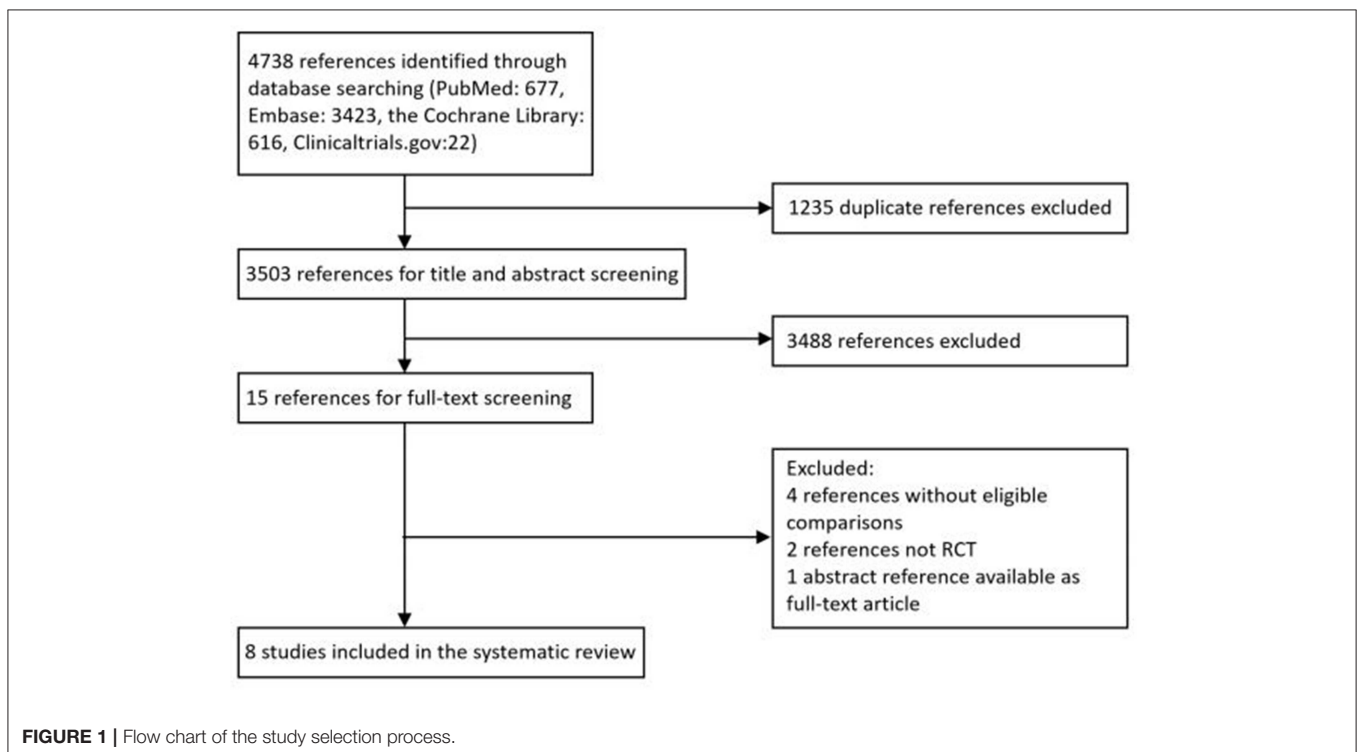 4738 references identified through
database searching (PubMed: 677,
Embase: 3423, the Cochrane Library:
616, Clinicaltrials.gov:22)
1235 duplicate references excluded
3503 references for title and abstract screening
3488 references excluded
15 references for full-text screening
Excluded:
4 references without eligible
comparisons
2 references not RCT
1 abstract reference available as
full-text article
8 studies included in the systematic review
FIGURE 1 | Flow chart of the study selection process.